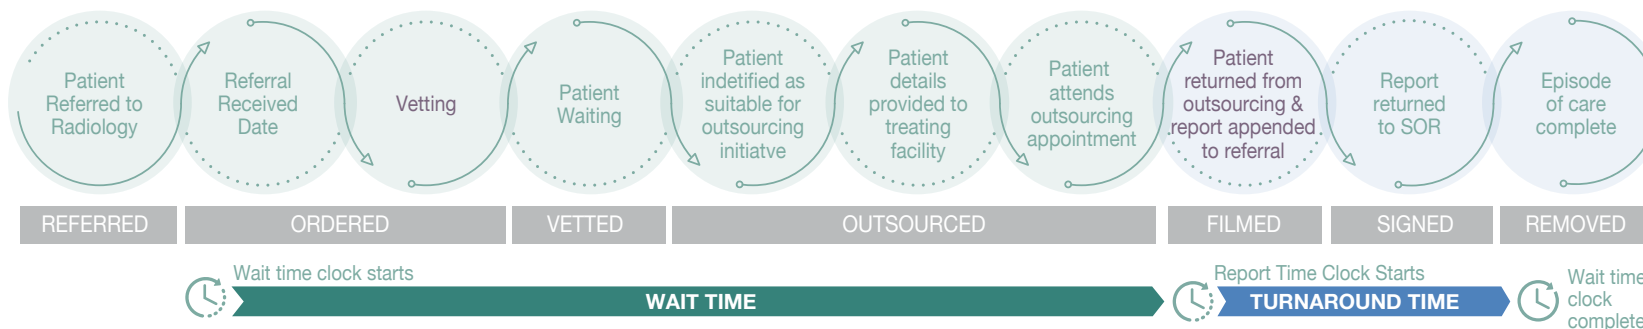 Patient
Referred to
Radiology
Referral
Received
Date
Vetting
Patient
Waiting
Patient
indetified as
suitable for
outsourcing
initiatve
Patient
details
provided to
treating
facility
Patient
attends
outsourcing
appointment
Patient
returned from
outsourcing &
report appended
to referral
Report
returned
to SOR
Episode
of care
complete
REFERRED
ORDERED
VETTED
OUTSOURCED
FILMED
SIGNED
REMOVED
Wait time clock starts
WAIT TIME
Report Time Clock Starts
TURNAROUND TIME
Wait time
clock
complete